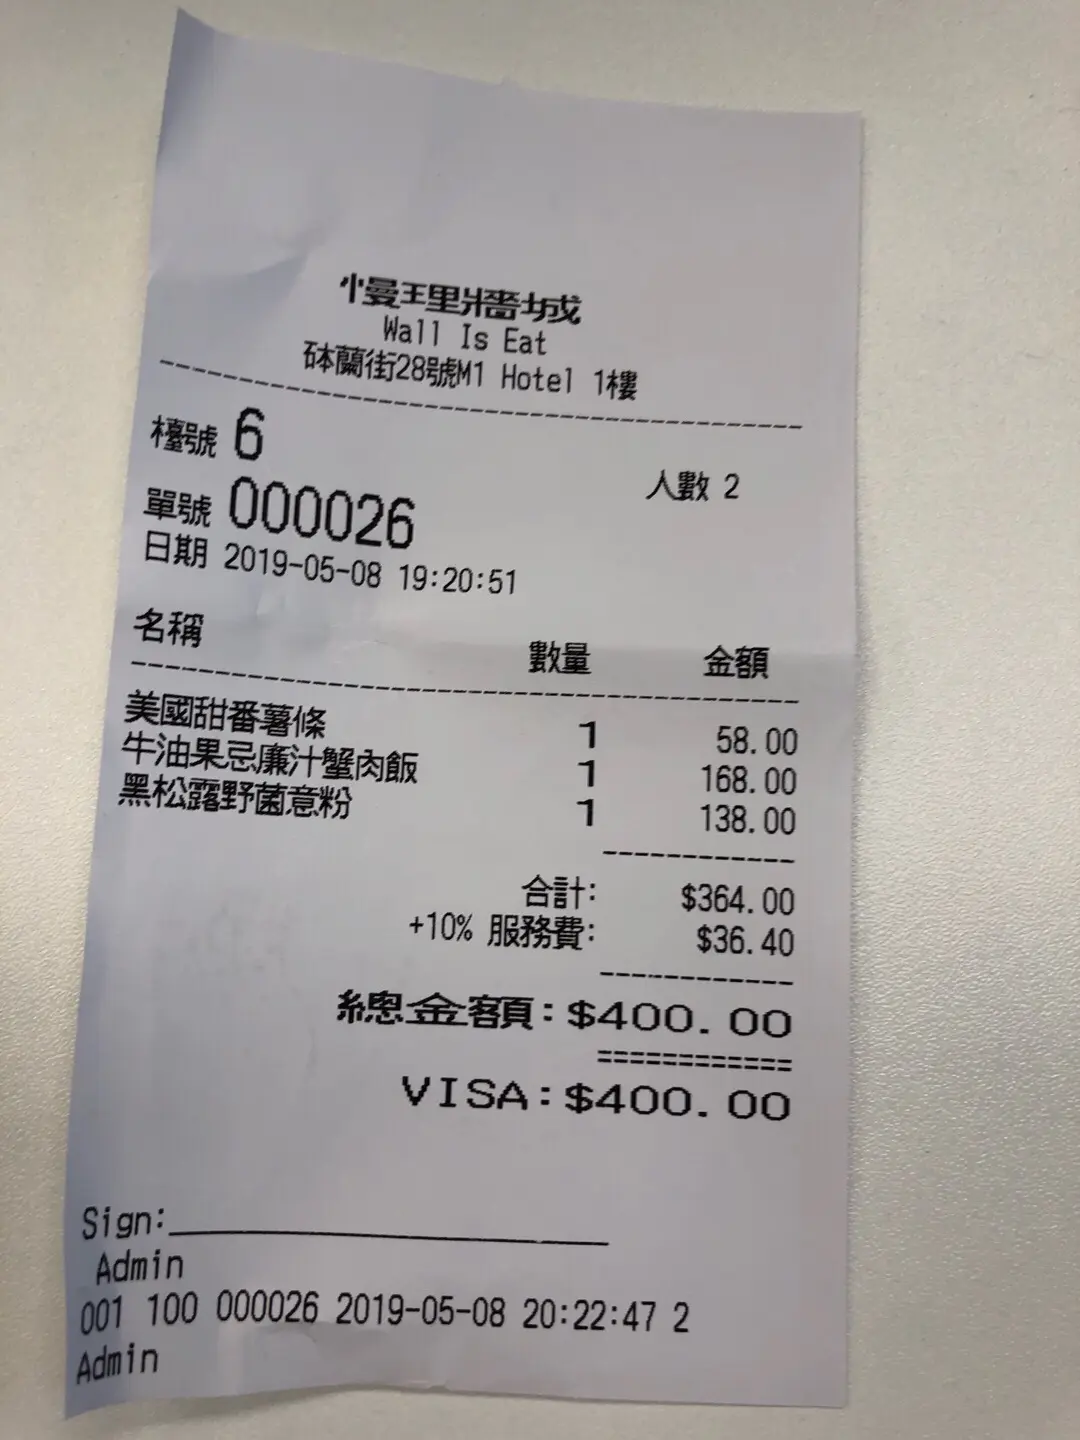 慢瓈牆城
Wall Is Eat
砵蘭街28號M1 Hotel 1樓
檯號 6
人數 2
單號 000026
日期 2019-05-08 19:20:51
名稱 數量 金額
美國甜番薯條 1 58.00
牛油果忌廉汁蟹肉飯 1 168.00
黑松露野菌意粉 1 138.00
合計: $364.00
+10% 服務費: $36.40
總金額:$400.00
============
VISA:$400.00
Sign:
Admin
001 100 000026 2019-05-08 20:22:47 2
Admin